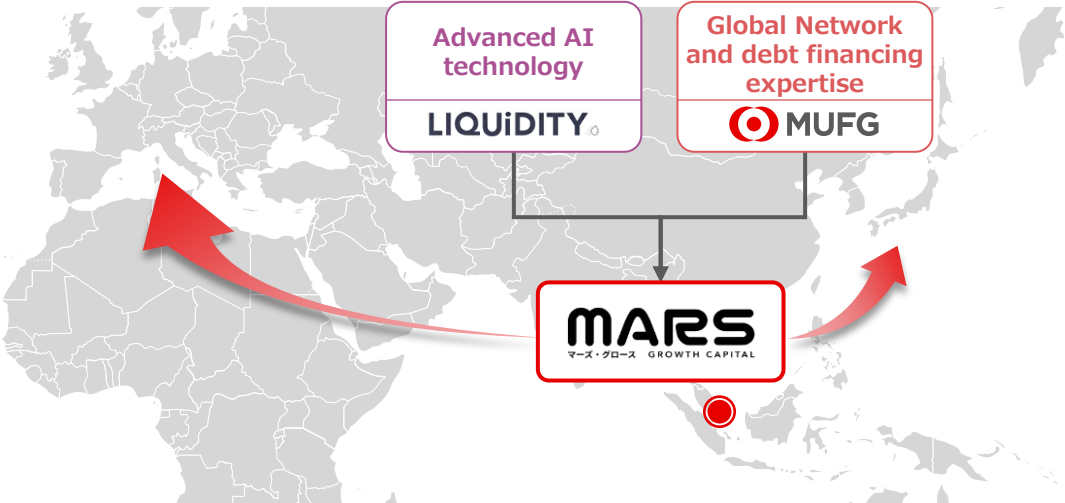 Advanced AI
technology
LIQUiDITY
Global Network
and debt financing
expertise
MUFG
MARS
マーズ・グロース GROWTH CAPITAL